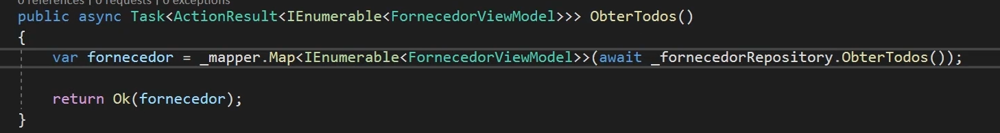 0 references | 0 requests | 0 exceptions
public async Task<ActionResult<IEnumerable<FornecedorViewModel>>> ObterTodos()
{
    var fornecedor = _mapper.Map<IEnumerable<FornecedorViewModel>>(await _fornecedorRepository.ObterTodos());
    return Ok(fornecedor);
}